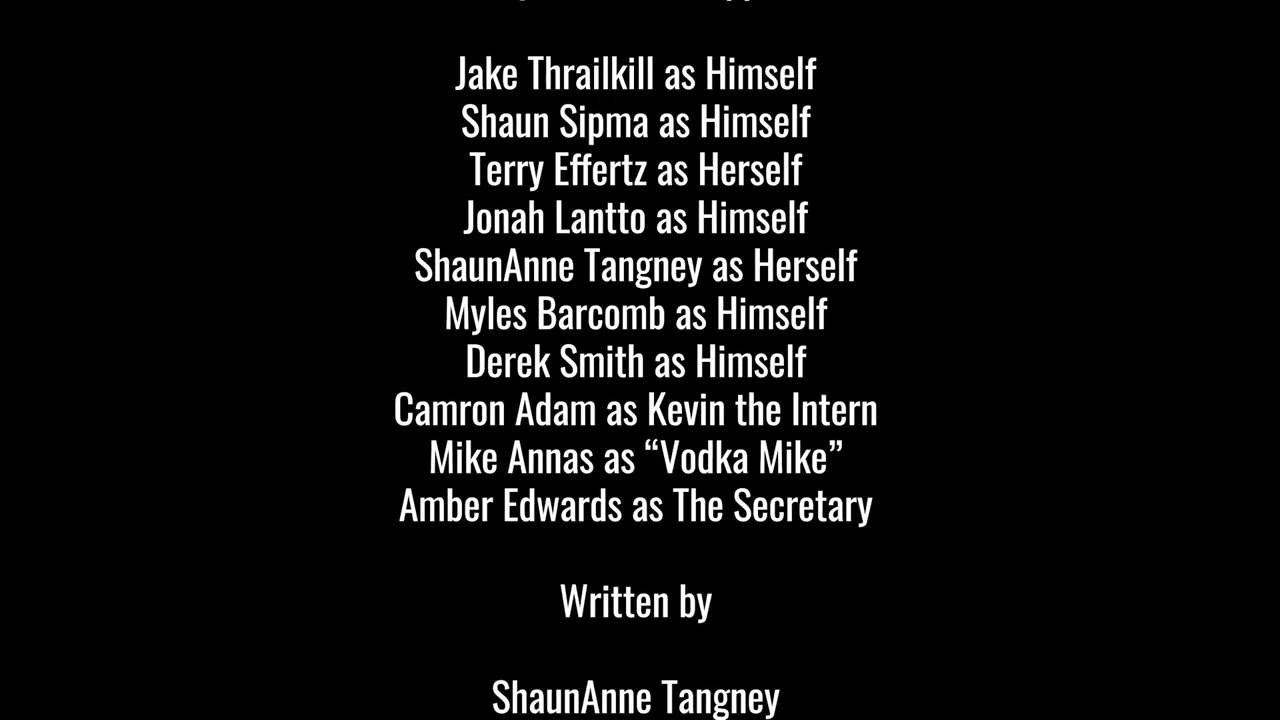 Jake Thrailkill as Himself
Shaun Sipma as Himself
Terry Effertz as Herself
Jonah Lantto as Himself
ShaunAnne Tangney as Herself
Myles Barcomb as Himself
Derek Smith as Himself
Camron Adam as Kevin the Intern
Mike Annas as “Vodka Mike”
Amber Edwards as The Secretary
Written by
ShaunAnne Tangney